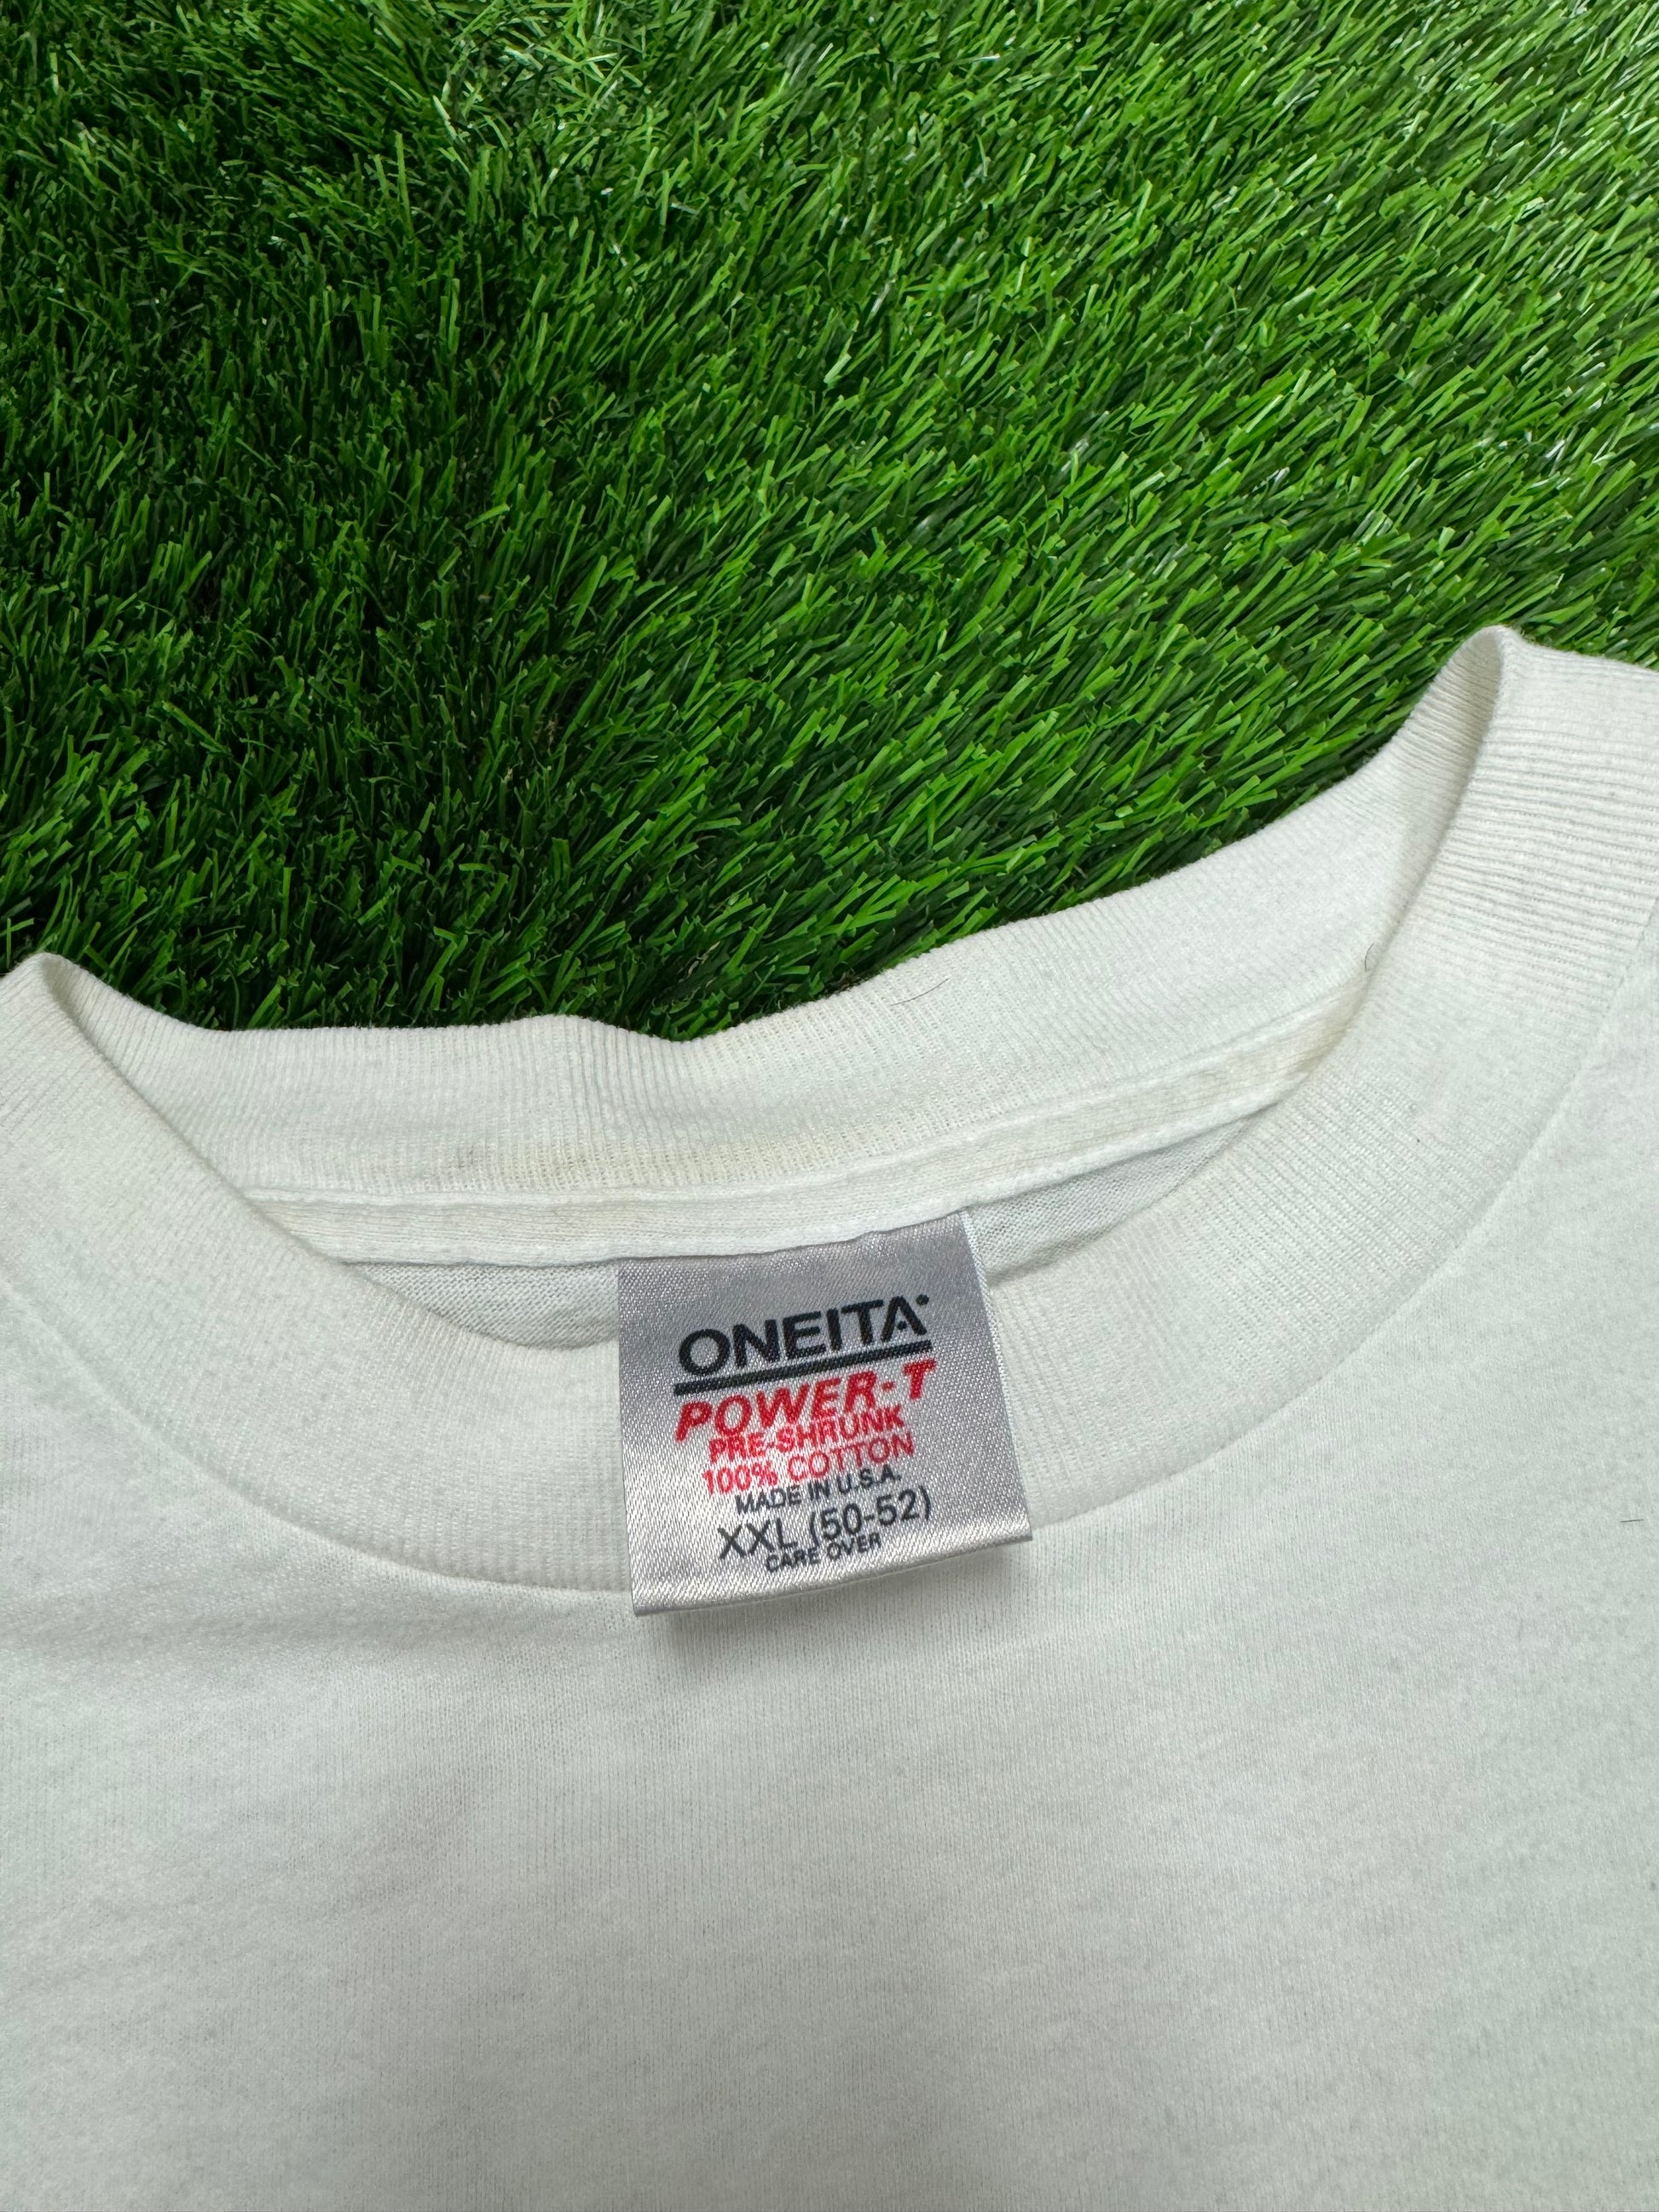 ONEITA
POWER-T
PRE-SHRUNK
100% COTTON
MADE IN U.S.A.
XXL (50-52)
CARE OVER